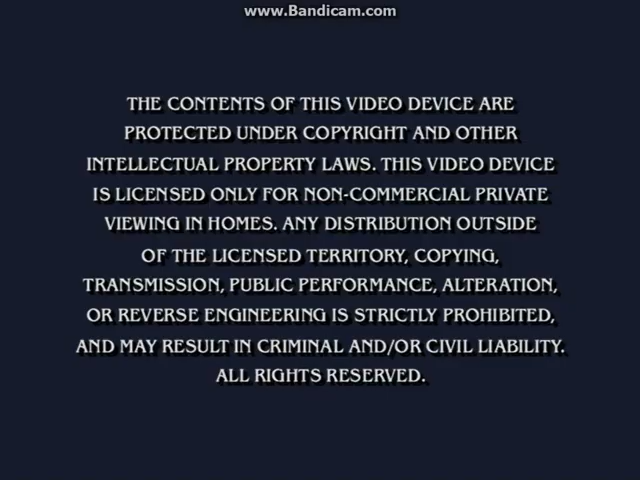 www.Bandicam.com
THE CONTENTS OF THIS VIDEO DEVICE ARE
PROTECTED UNDER COPYRIGHT AND OTHER
INTELLECTUAL PROPERTY LAWS. THIS VIDEO DEVICE
IS LICENSED ONLY FOR NON-COMMERCIAL PRIVATE
VIEWING IN HOMES. ANY DISTRIBUTION OUTSIDE
OF THE LICENSED TERRITORY, COPYING,
TRANSMISSION, PUBLIC PERFORMANCE, ALTERATION,
OR REVERSE ENGINEERING IS STRICTLY PROHIBITED,
AND MAY RESULT IN CRIMINAL AND/OR CIVIL LIABILITY.
ALL RIGHTS RESERVED.